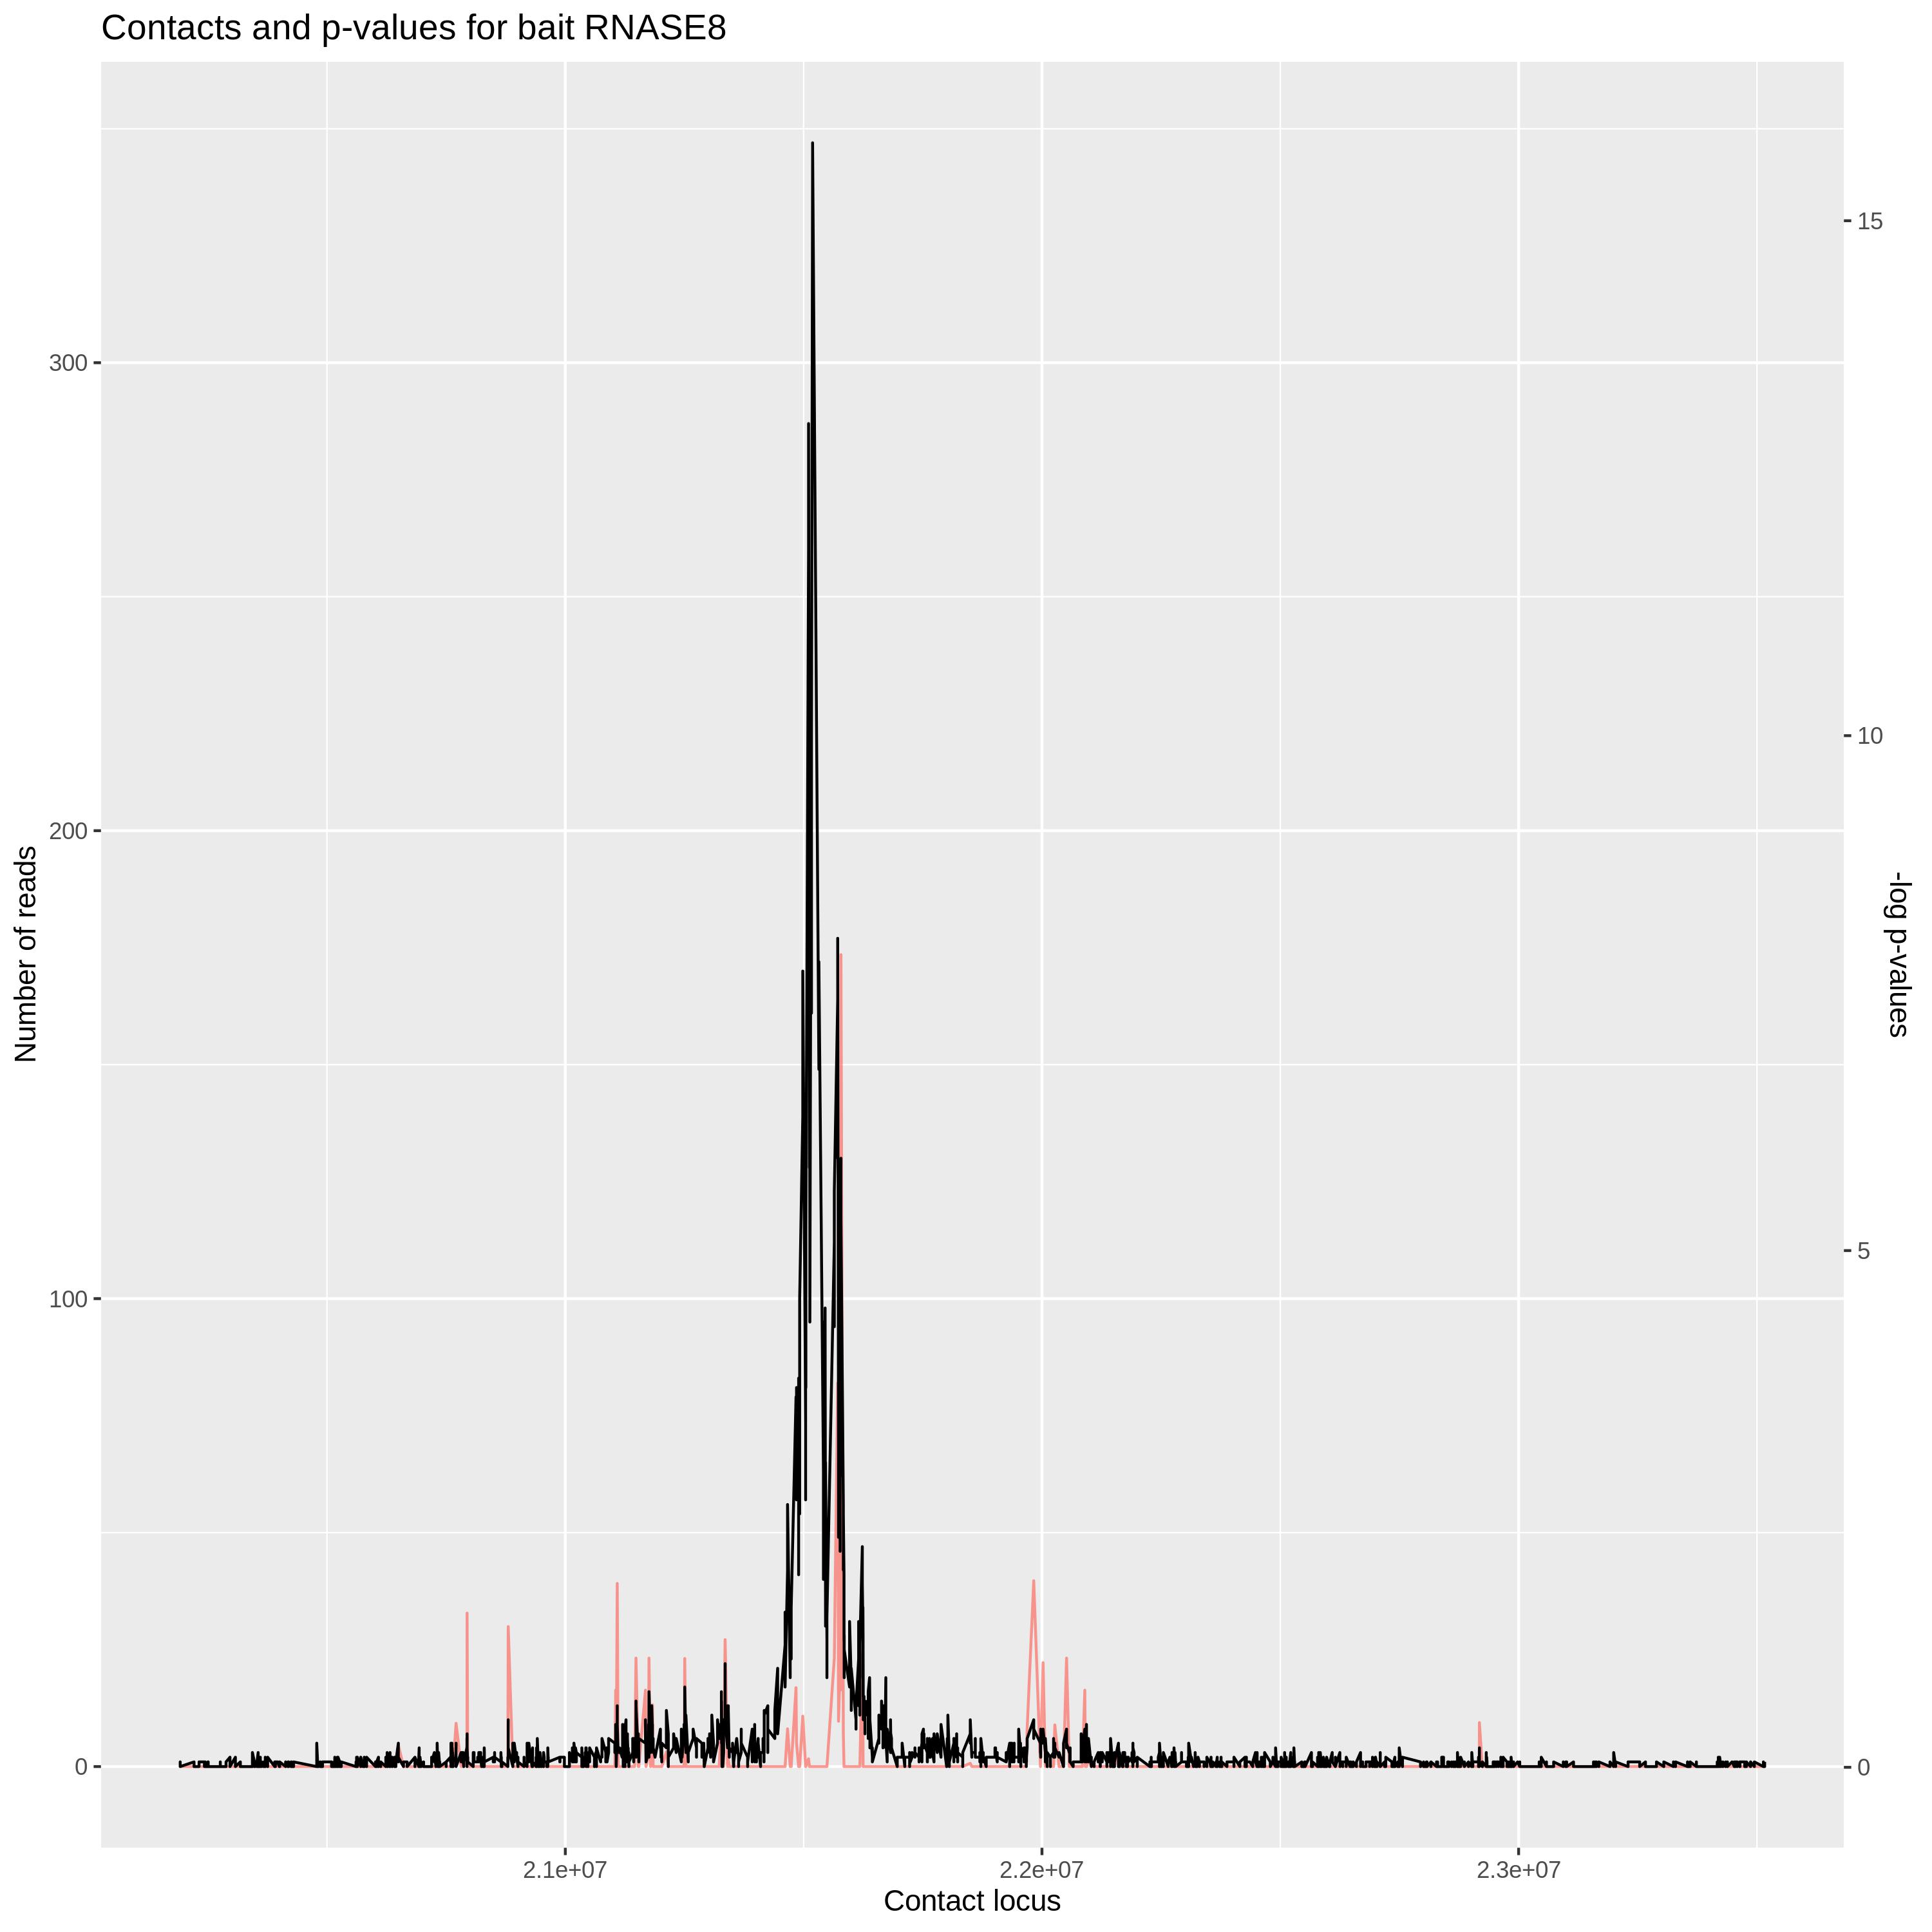 Contacts and p-values for bait RNASE8
Number of reads
300
200
100
0
15
10
5
0
-log p-values
2.1e+07
2.2e+07
2.3e+07
Contact locus